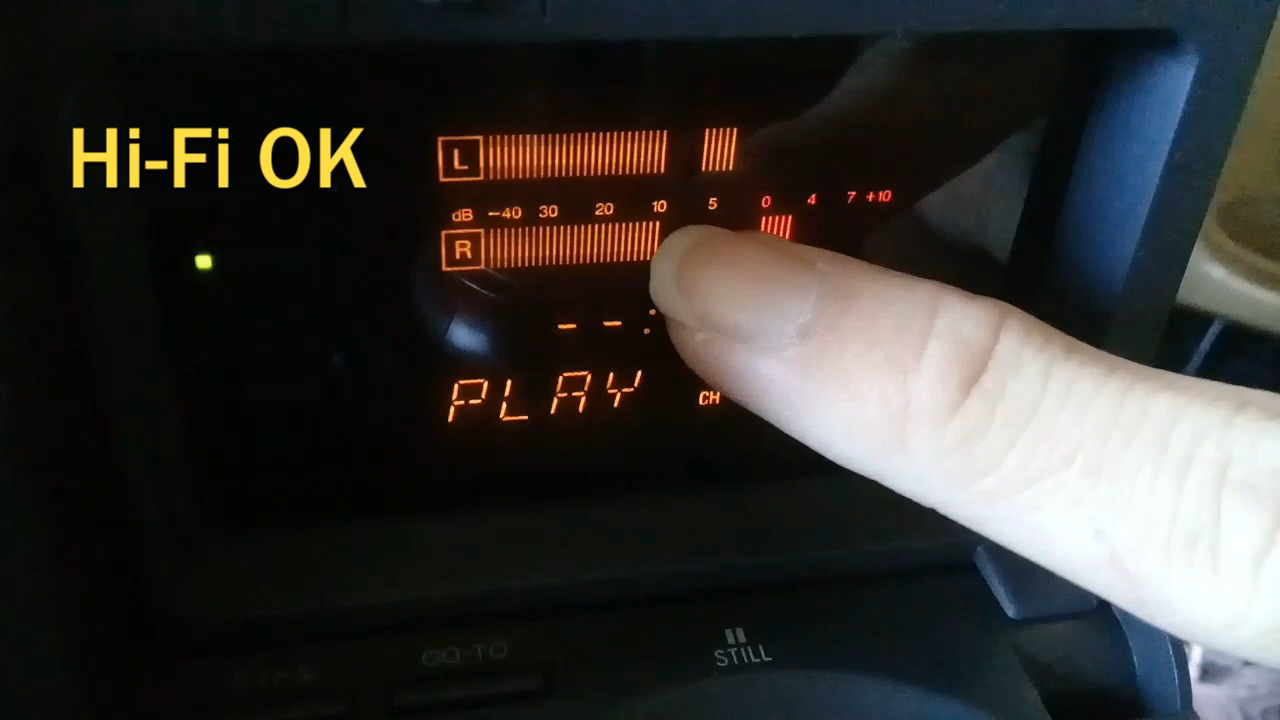 Hi-Fi OK
L
dB −40 30 20 10 5 0 4 7 +10
R
--:
PLAY CH
GO-TO
STILL